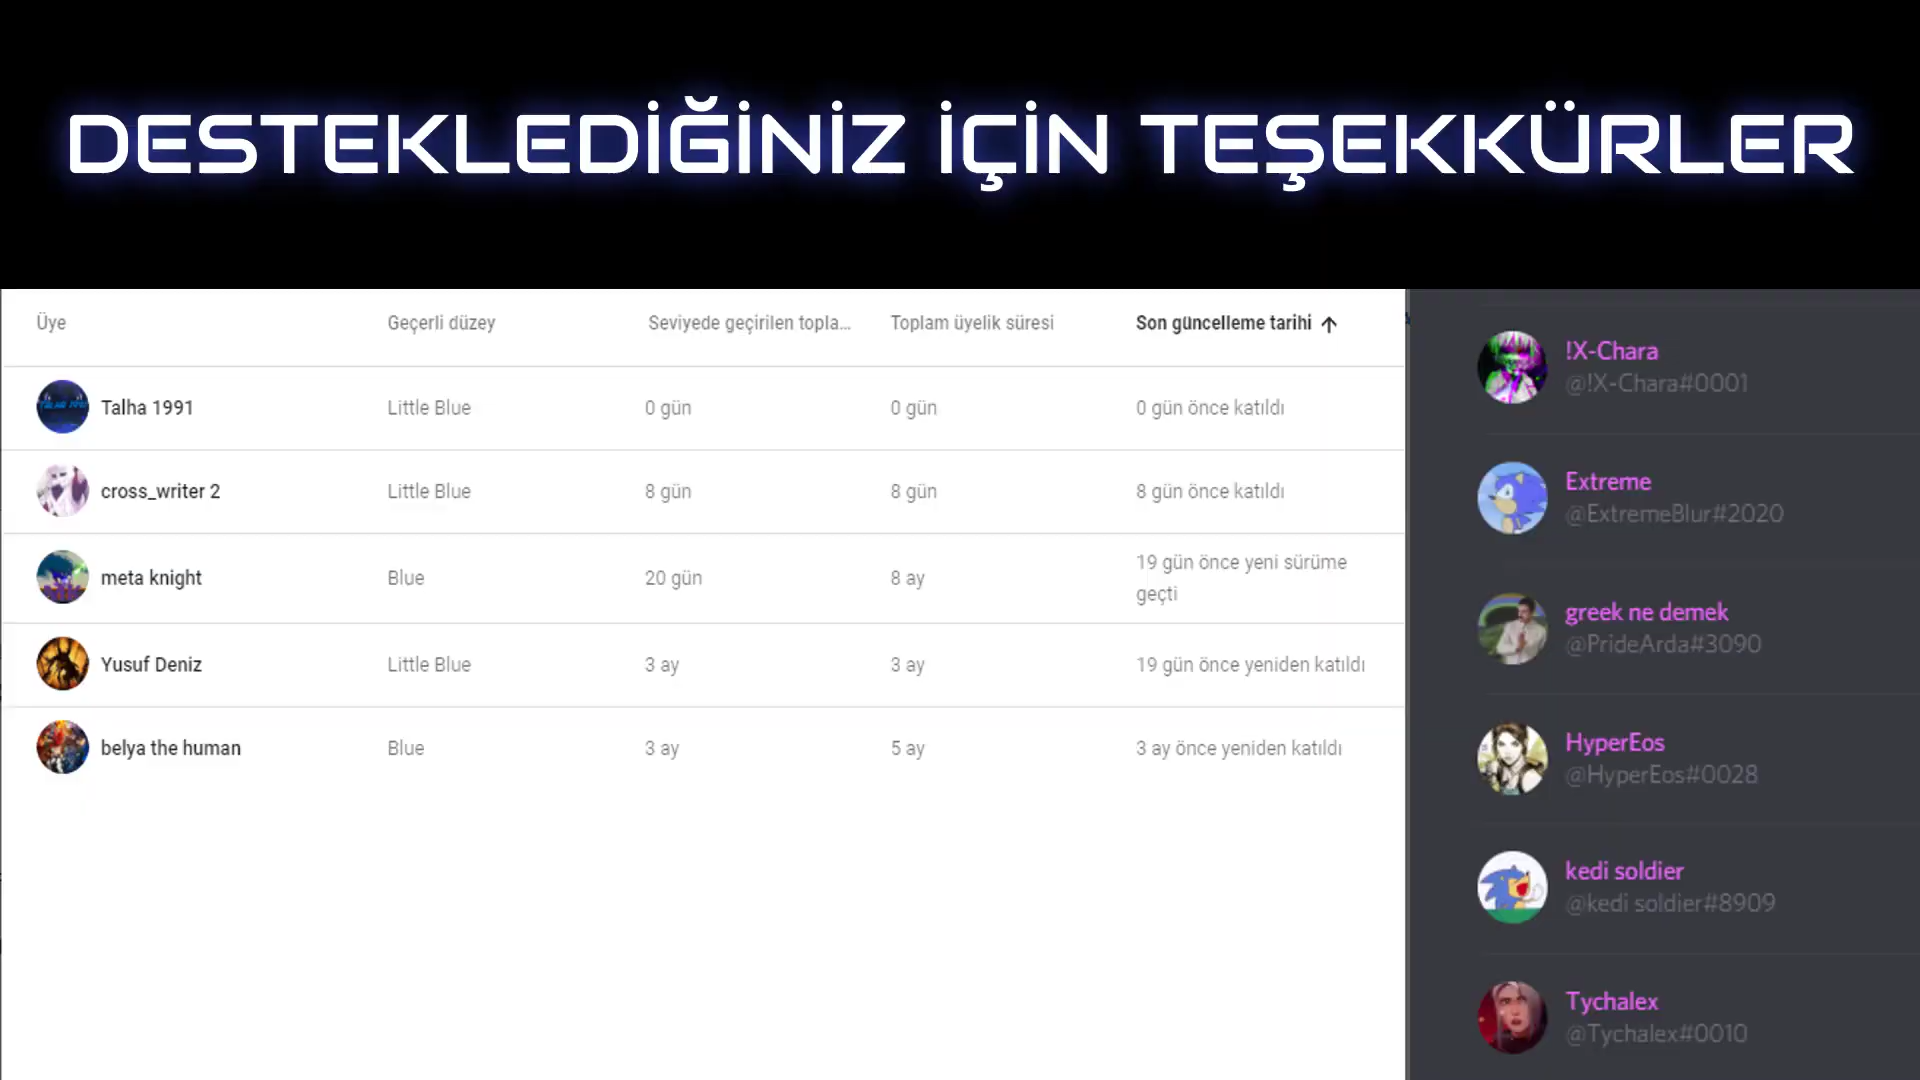 DESTEKLEDİĞİNİZ İÇİN TEŞEKKÜRLER
Üye Geçerli düzey Seviyede geçirilen topla... Toplam üyelik süresi Son güncelleme tarihi ↑
Talha 1991 Little Blue 0 gün 0 gün 0 gün önce katıldı
cross_writer 2 Little Blue 8 gün 8 gün 8 gün önce katıldı
meta knight Blue 20 gün 8 ay 19 gün önce yeni sürüme
geçti
Yusuf Deniz Little Blue 3 ay 3 ay 19 gün önce yeniden katıldı
belya the human Blue 3 ay 5 ay 3 ay önce yeniden katıldı
!X-Chara
@!X-Chara#0001
Extreme
@ExtremeBlur#2020
greek ne demek
@PrideArda#3090
HyperEos
@HyperEos#0028
kedi soldier
@kedi soldier#8909
Tychalex
@Tychalex#0010